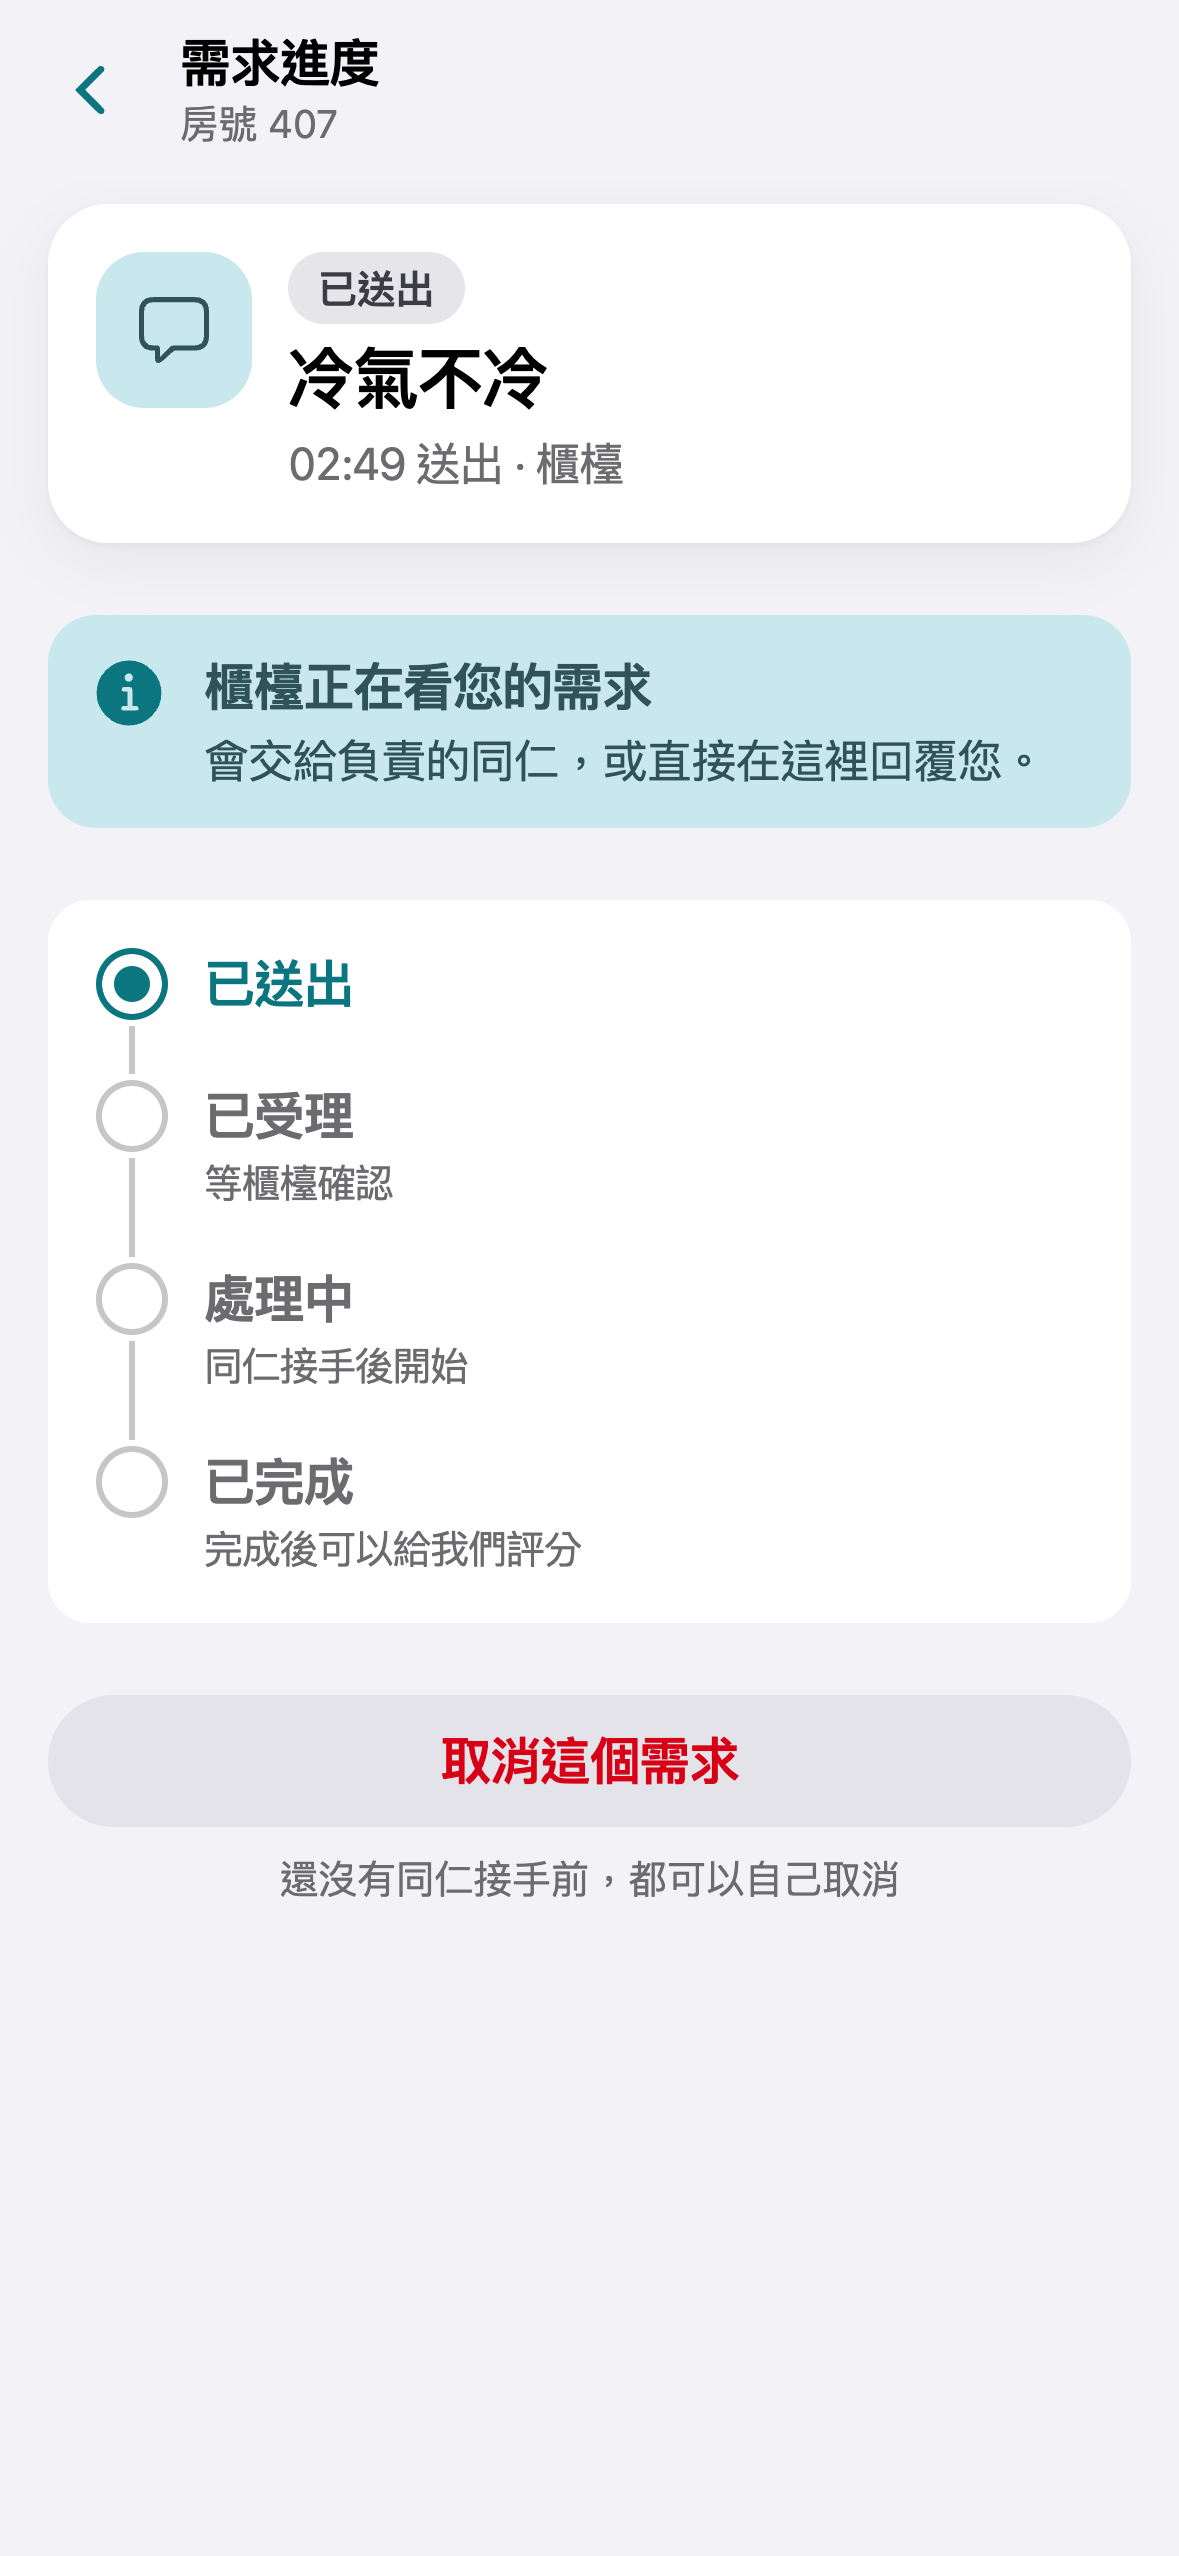 需求進度
房號 407
已送出
冷氣不冷
02:49 送出 · 櫃檯
櫃檯正在看您的需求
會交給負責的同仁，或直接在這裡回覆您。
已送出
已受理
等櫃檯確認
處理中
同仁接手後開始
已完成
完成後可以給我們評分
取消這個需求
還沒有同仁接手前，都可以自己取消